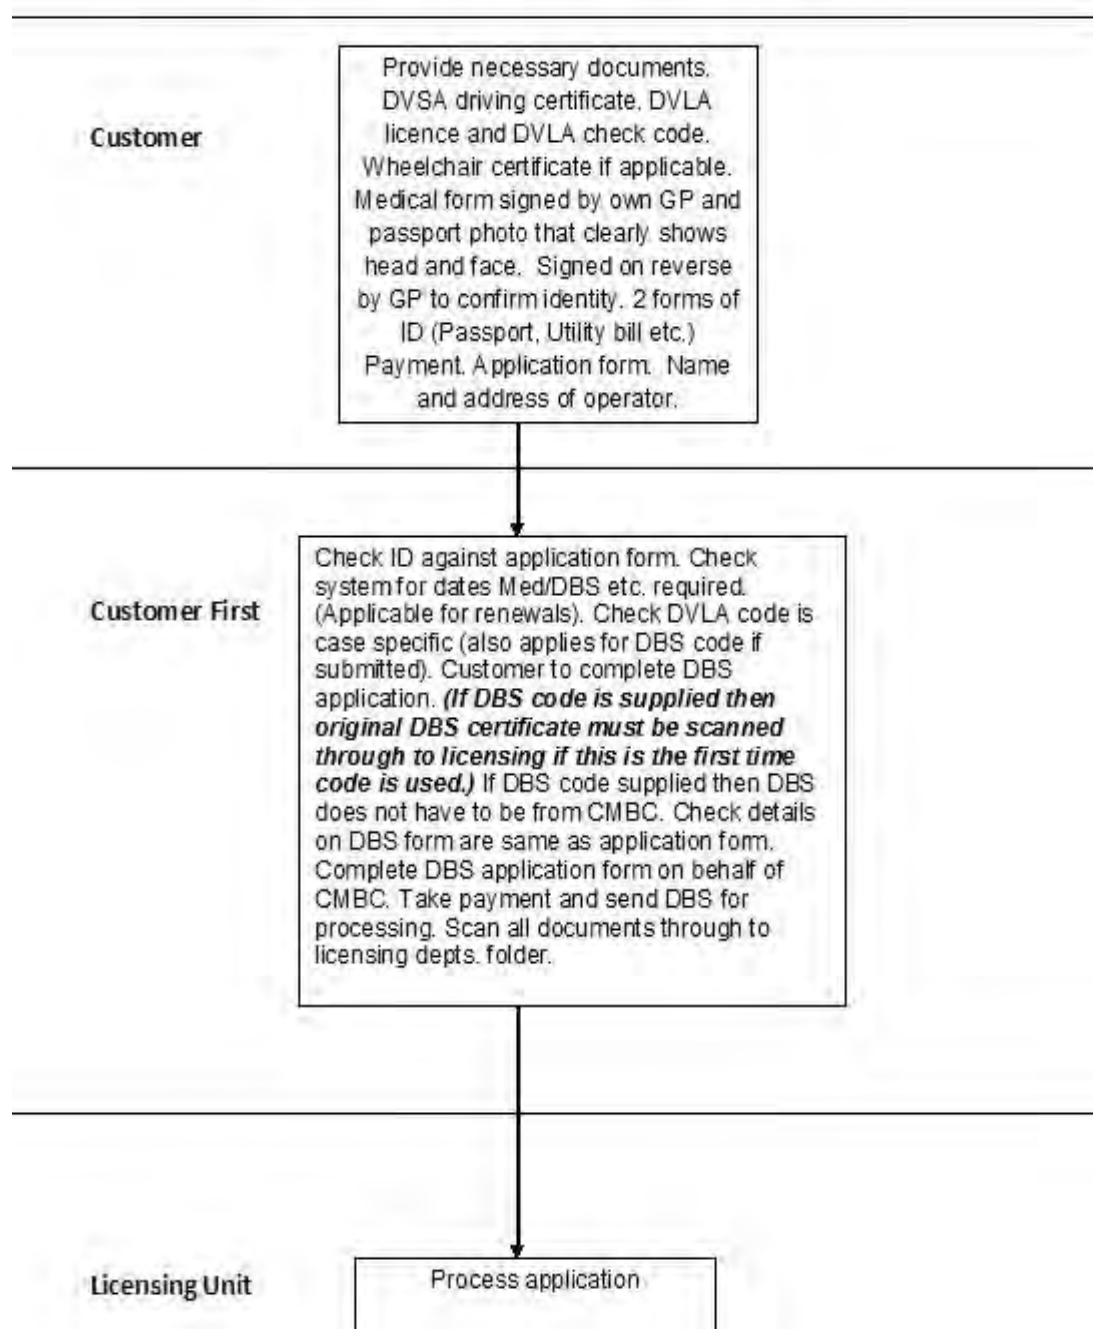 Customer
Provide necessary documents.
DVSA driving certificate. DVLA
licence and DVLA check code.
Wheelchair certificate if applicable.
Medical form signed by own GP and
passport photo that clearly shows
head and face. Signed on reverse
by GP to confirm identity. 2 forms of
ID (Passport, Utility bill etc.)
Payment. Application form. Name
and address of operator.
Customer First
Check ID against application form. Check
system for dates Med/DBS etc. required.
(Applicable for renewals). Check DVLA code is
case specific (also applies for DBS code if
submitted). Customer to complete DBS
application. (If DBS code is supplied then
original DBS certificate must be scanned
through to licensing if this is the first time
code is used.) If DBS code supplied then DBS
does not have to be from CMBC. Check details
on DBS form are same as application form.
Complete DBS application form on behalf of
CMBC. Take payment and send DBS for
processing. Scan all documents through to
licensing depts. folder.
Licensing Unit
Process application